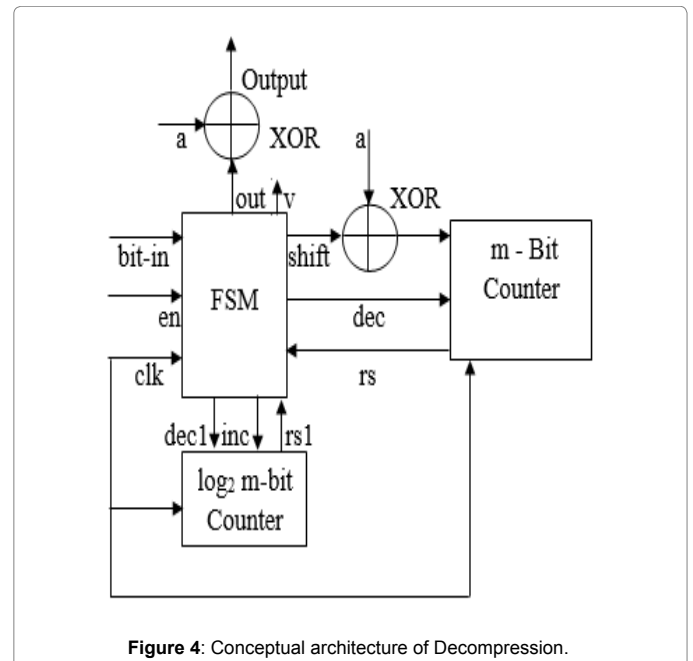 Output
a
XOR
a
out
v
XOR
bit-in
shift
m - Bit
Counter
FSM
en
dec
clk
rs
dec1
inc
rs1
log₂ m-bit
Counter
Figure 4: Conceptual architecture of Decompression.